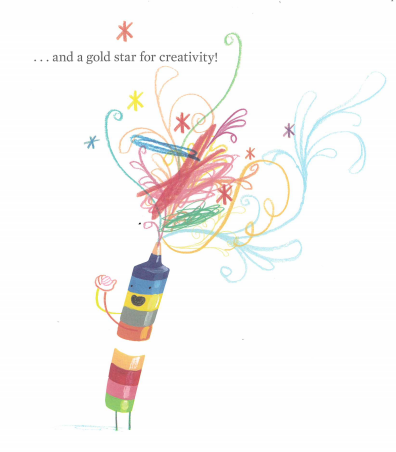 . . . and a gold star for creativity!